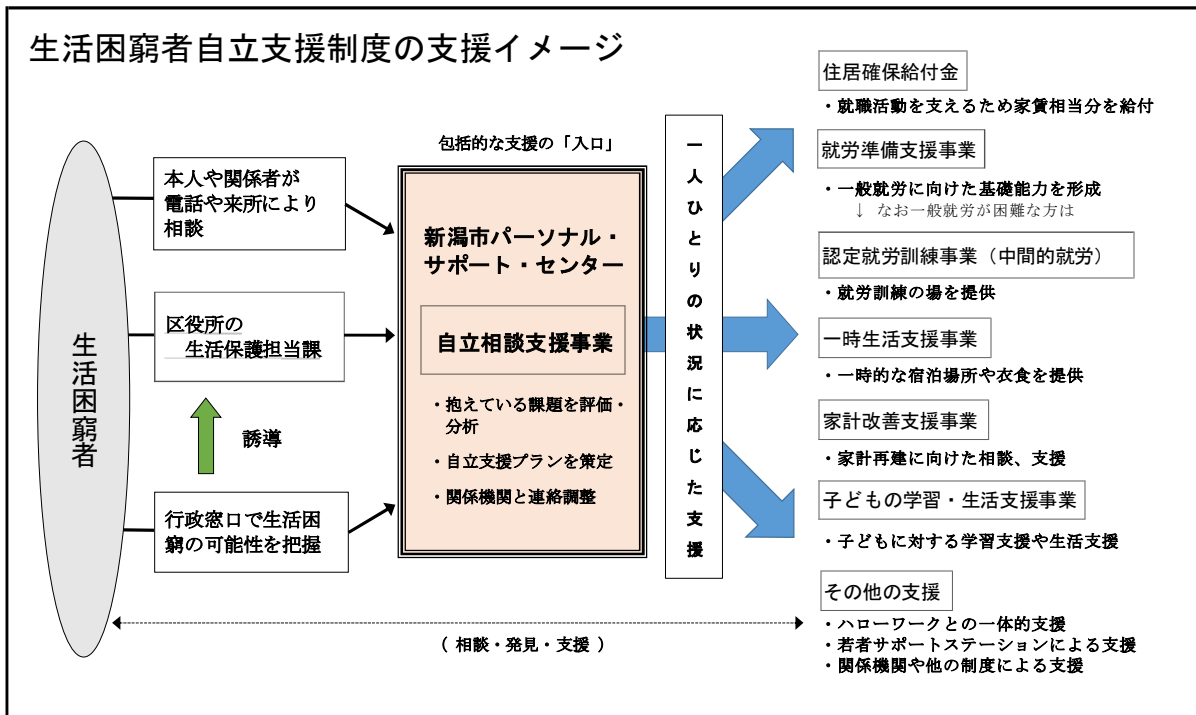 生活困窮者自立支援制度の支援イメージ
生活困窮者
本人や関係者が
電話や来所により
相談
区役所の
生活保護担当課
誘導
行政窓口で生活困
窮の可能性を把握
包括的な支援の「入口」
新潟市パーソナル・
サポート・センター
自立相談支援事業
・抱えている課題を評価・
分析
・自立支援プランを策定
・関係機関と連絡調整
一人ひとりの状況に応じた支援
住居確保給付金
・就職活動を支えるため家賃相当分を給付
就労準備支援事業
・一般就労に向けた基礎能力を形成
↓ なお一般就労が困難な方は
認定就労訓練事業（中間的就労）
・就労訓練の場を提供
一時生活支援事業
・一時的な宿泊場所や衣食を提供
家計改善支援事業
・家計再建に向けた相談、支援
子どもの学習・生活支援事業
・子どもに対する学習支援や生活支援
その他の支援
・ハローワークとの一体的支援
・若者サポートステーションによる支援
・関係機関や他の制度による支援
（ 相談・発見・支援 ）